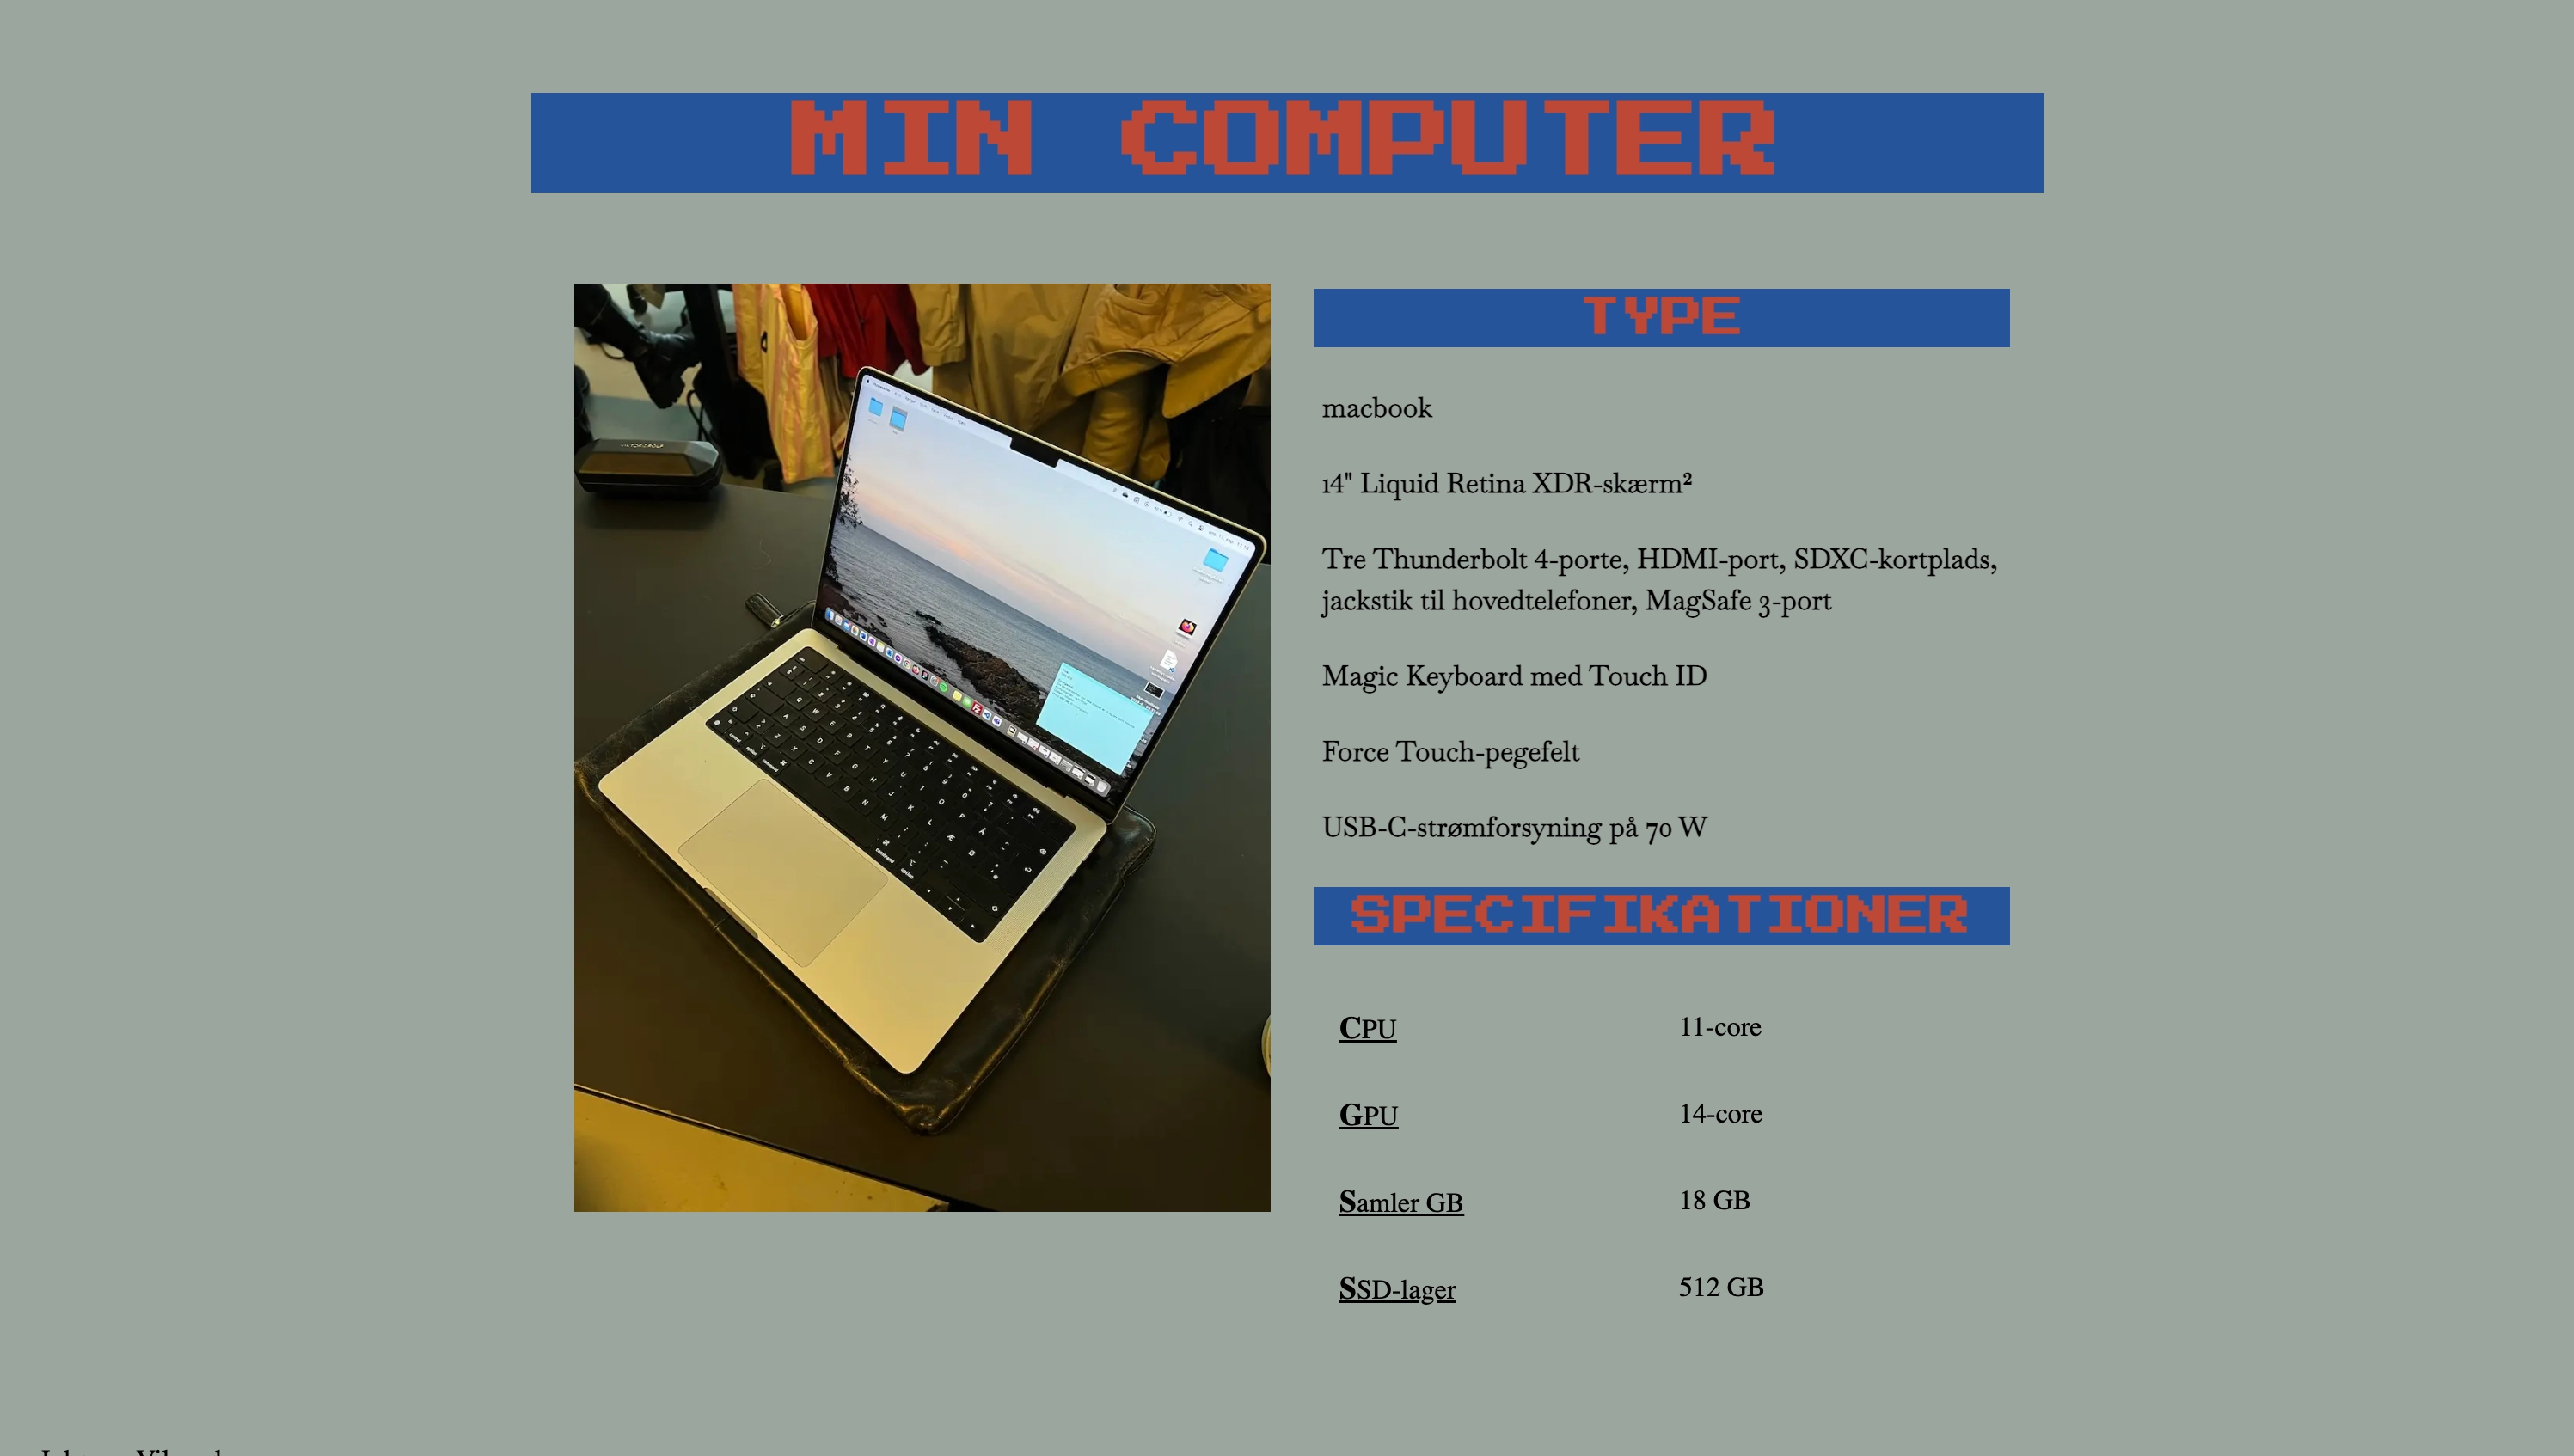 MIN COMPUTER
TYPE
macbook
14" Liquid Retina XDR-skærm²
Tre Thunderbolt 4-porte, HDMI-port, SDXC-kortplads,
jackstik til hovedtelefoner, MagSafe 3-port
Magic Keyboard med Touch ID
Force Touch-pegefelt
USB-C-strømforsyning på 70 W
SPECIFIKATIONER
CPU 11-core
GPU 14-core
Samler GB 18 GB
SSD-lager 512 GB